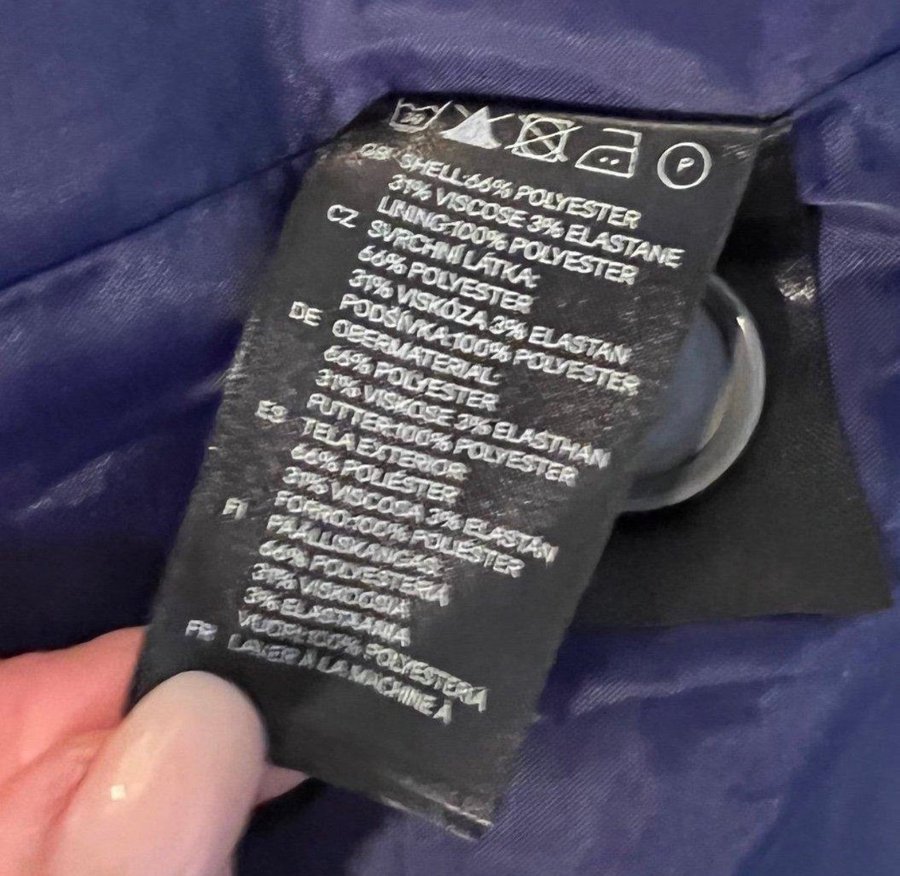 30
P
GB SHELL:66% POLYESTER
31% VISCOSE 3% ELASTANE
LINING:100% POLYESTER
CZ SVRCHNÍ LÁTKA:
66% POLYESTER
31% VISKÓZA 3% ELASTAN
PODŠÍVKA:100% POLYESTER
DE OBERMATERIAL:
66% POLYESTER
31% VISKOSE 3% ELASTHAN
FUTTER:100% POLYESTER
ES TELA EXTERIOR:
66% POLIÉSTER
31% VISCOSA 3% ELASTÁN
FORRO:100% POLIÉSTER
FI PÄÄLLISKANGAS:
66% POLYESTERIÄ
31% VISKOOSIA
3% ELASTAANIA
VUORI:100% POLYESTERIÄ
FR LAVER À LA MACHINE À